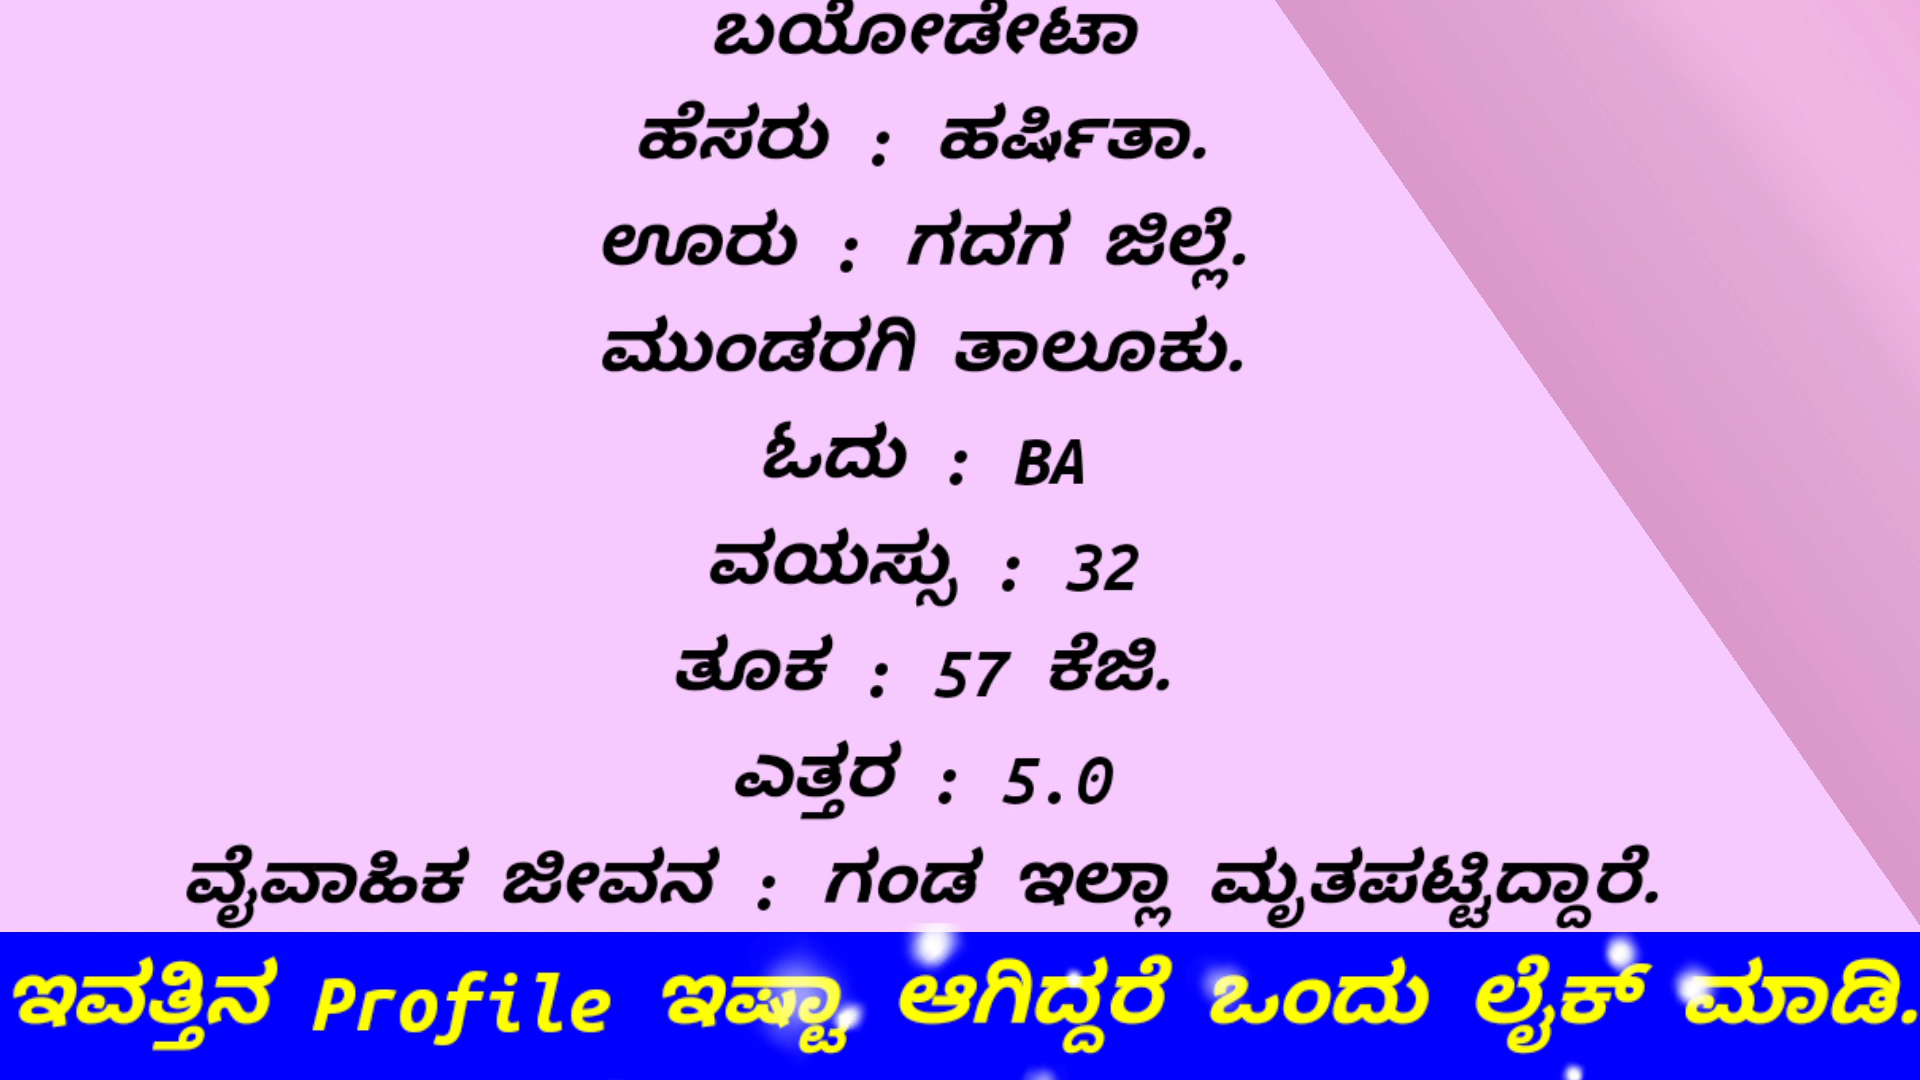 ಬಯೋಡೇಟಾ
ಹೆಸರು : ಹರ್ಷಿತಾ.
ಊರು : ಗದಗ ಜಿಲ್ಲೆ.
ಮುಂಡರಗಿ ತಾಲೂಕು.
ಓದು : BA
ವಯಸ್ಸು : 32
ತೂಕ : 57 ಕೆಜಿ.
ಎತ್ತರ : 5.0
ವೈವಾಹಿಕ ಜೀವನ : ಗಂಡ ಇಲ್ಲಾ ಮೃತಪಟ್ಟಿದ್ದಾರೆ.
ಇವತ್ತಿನ Profile ಇಷ್ಟಾ ಆಗಿದ್ದರೆ ಒಂದು ಲೈಕ್ ಮಾಡಿ.